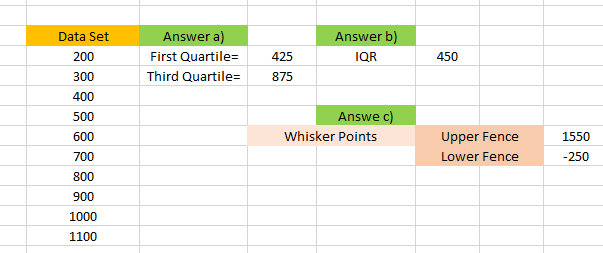 Data Set Answer a) Answer b)
200 First Quartile= 425 IQR 450
300 Third Quartile= 875
400
500 Answe c)
600 Whisker Points Upper Fence 1550
700 Lower Fence -250
800
900
1000
1100